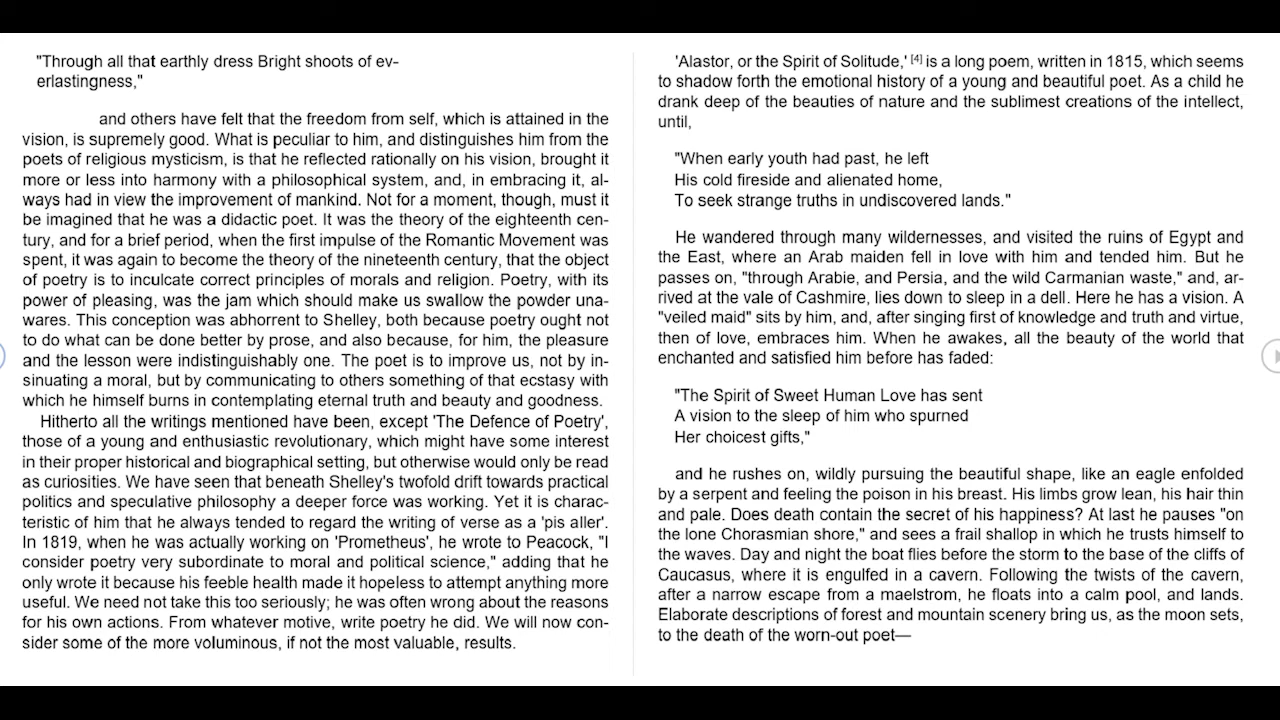 "Through all that earthly dress Bright shoots of ev-
erlastingness,"
and others have felt that the freedom from self, which is attained in the
vision, is supremely good. What is peculiar to him, and distinguishes him from the
poets of religious mysticism, is that he reflected rationally on his vision, brought it
more or less into harmony with a philosophical system, and, in embracing it, al-
ways had in view the improvement of mankind. Not for a moment, though, must it
be imagined that he was a didactic poet. It was the theory of the eighteenth cen-
tury, and for a brief period, when the first impulse of the Romantic Movement was
spent, it was again to become the theory of the nineteenth century, that the object
of poetry is to inculcate correct principles of morals and religion. Poetry, with its
power of pleasing, was the jam which should make us swallow the powder una-
wares. This conception was abhorrent to Shelley, both because poetry ought not
to do what can be done better by prose, and also because, for him, the pleasure
and the lesson were indistinguishably one. The poet is to improve us, not by in-
sinuating a moral, but by communicating to others something of that ecstasy with
which he himself burns in contemplating eternal truth and beauty and goodness.
Hitherto all the writings mentioned have been, except 'The Defence of Poetry',
those of a young and enthusiastic revolutionary, which might have some interest
in their proper historical and biographical setting, but otherwise would only be read
as curiosities. We have seen that beneath Shelley's twofold drift towards practical
politics and speculative philosophy a deeper force was working. Yet it is charac-
teristic of him that he always tended to regard the writing of verse as a 'pis aller'.
In 1819, when he was actually working on 'Prometheus', he wrote to Peacock, "I
consider poetry very subordinate to moral and political science," adding that he
only wrote it because his feeble health made it hopeless to attempt anything more
useful. We need not take this too seriously; he was often wrong about the reasons
for his own actions. From whatever motive, write poetry he did. We will now con-
sider some of the more voluminous, if not the most valuable, results.
'Alastor, or the Spirit of Solitude,' [4] is a long poem, written in 1815, which seems
to shadow forth the emotional history of a young and beautiful poet. As a child he
drank deep of the beauties of nature and the sublimest creations of the intellect,
until,
"When early youth had past, he left
His cold fireside and alienated home,
To seek strange truths in undiscovered lands."
He wandered through many wildernesses, and visited the ruins of Egypt and
the East, where an Arab maiden fell in love with him and tended him. But he
passes on, "through Arabie, and Persia, and the wild Carmanian waste," and, ar-
rived at the vale of Cashmire, lies down to sleep in a dell. Here he has a vision. A
"veiled maid" sits by him, and, after singing first of knowledge and truth and virtue,
then of love, embraces him. When he awakes, all the beauty of the world that
enchanted and satisfied him before has faded:
"The Spirit of Sweet Human Love has sent
A vision to the sleep of him who spurned
Her choicest gifts,"
and he rushes on, wildly pursuing the beautiful shape, like an eagle enfolded
by a serpent and feeling the poison in his breast. His limbs grow lean, his hair thin
and pale. Does death contain the secret of his happiness? At last he pauses "on
the lone Chorasmian shore," and sees a frail shallop in which he trusts himself to
the waves. Day and night the boat flies before the storm to the base of the cliffs of
Caucasus, where it is engulfed in a cavern. Following the twists of the cavern,
after a narrow escape from a maelstrom, he floats into a calm pool, and lands.
Elaborate descriptions of forest and mountain scenery bring us, as the moon sets,
to the death of the worn-out poet—